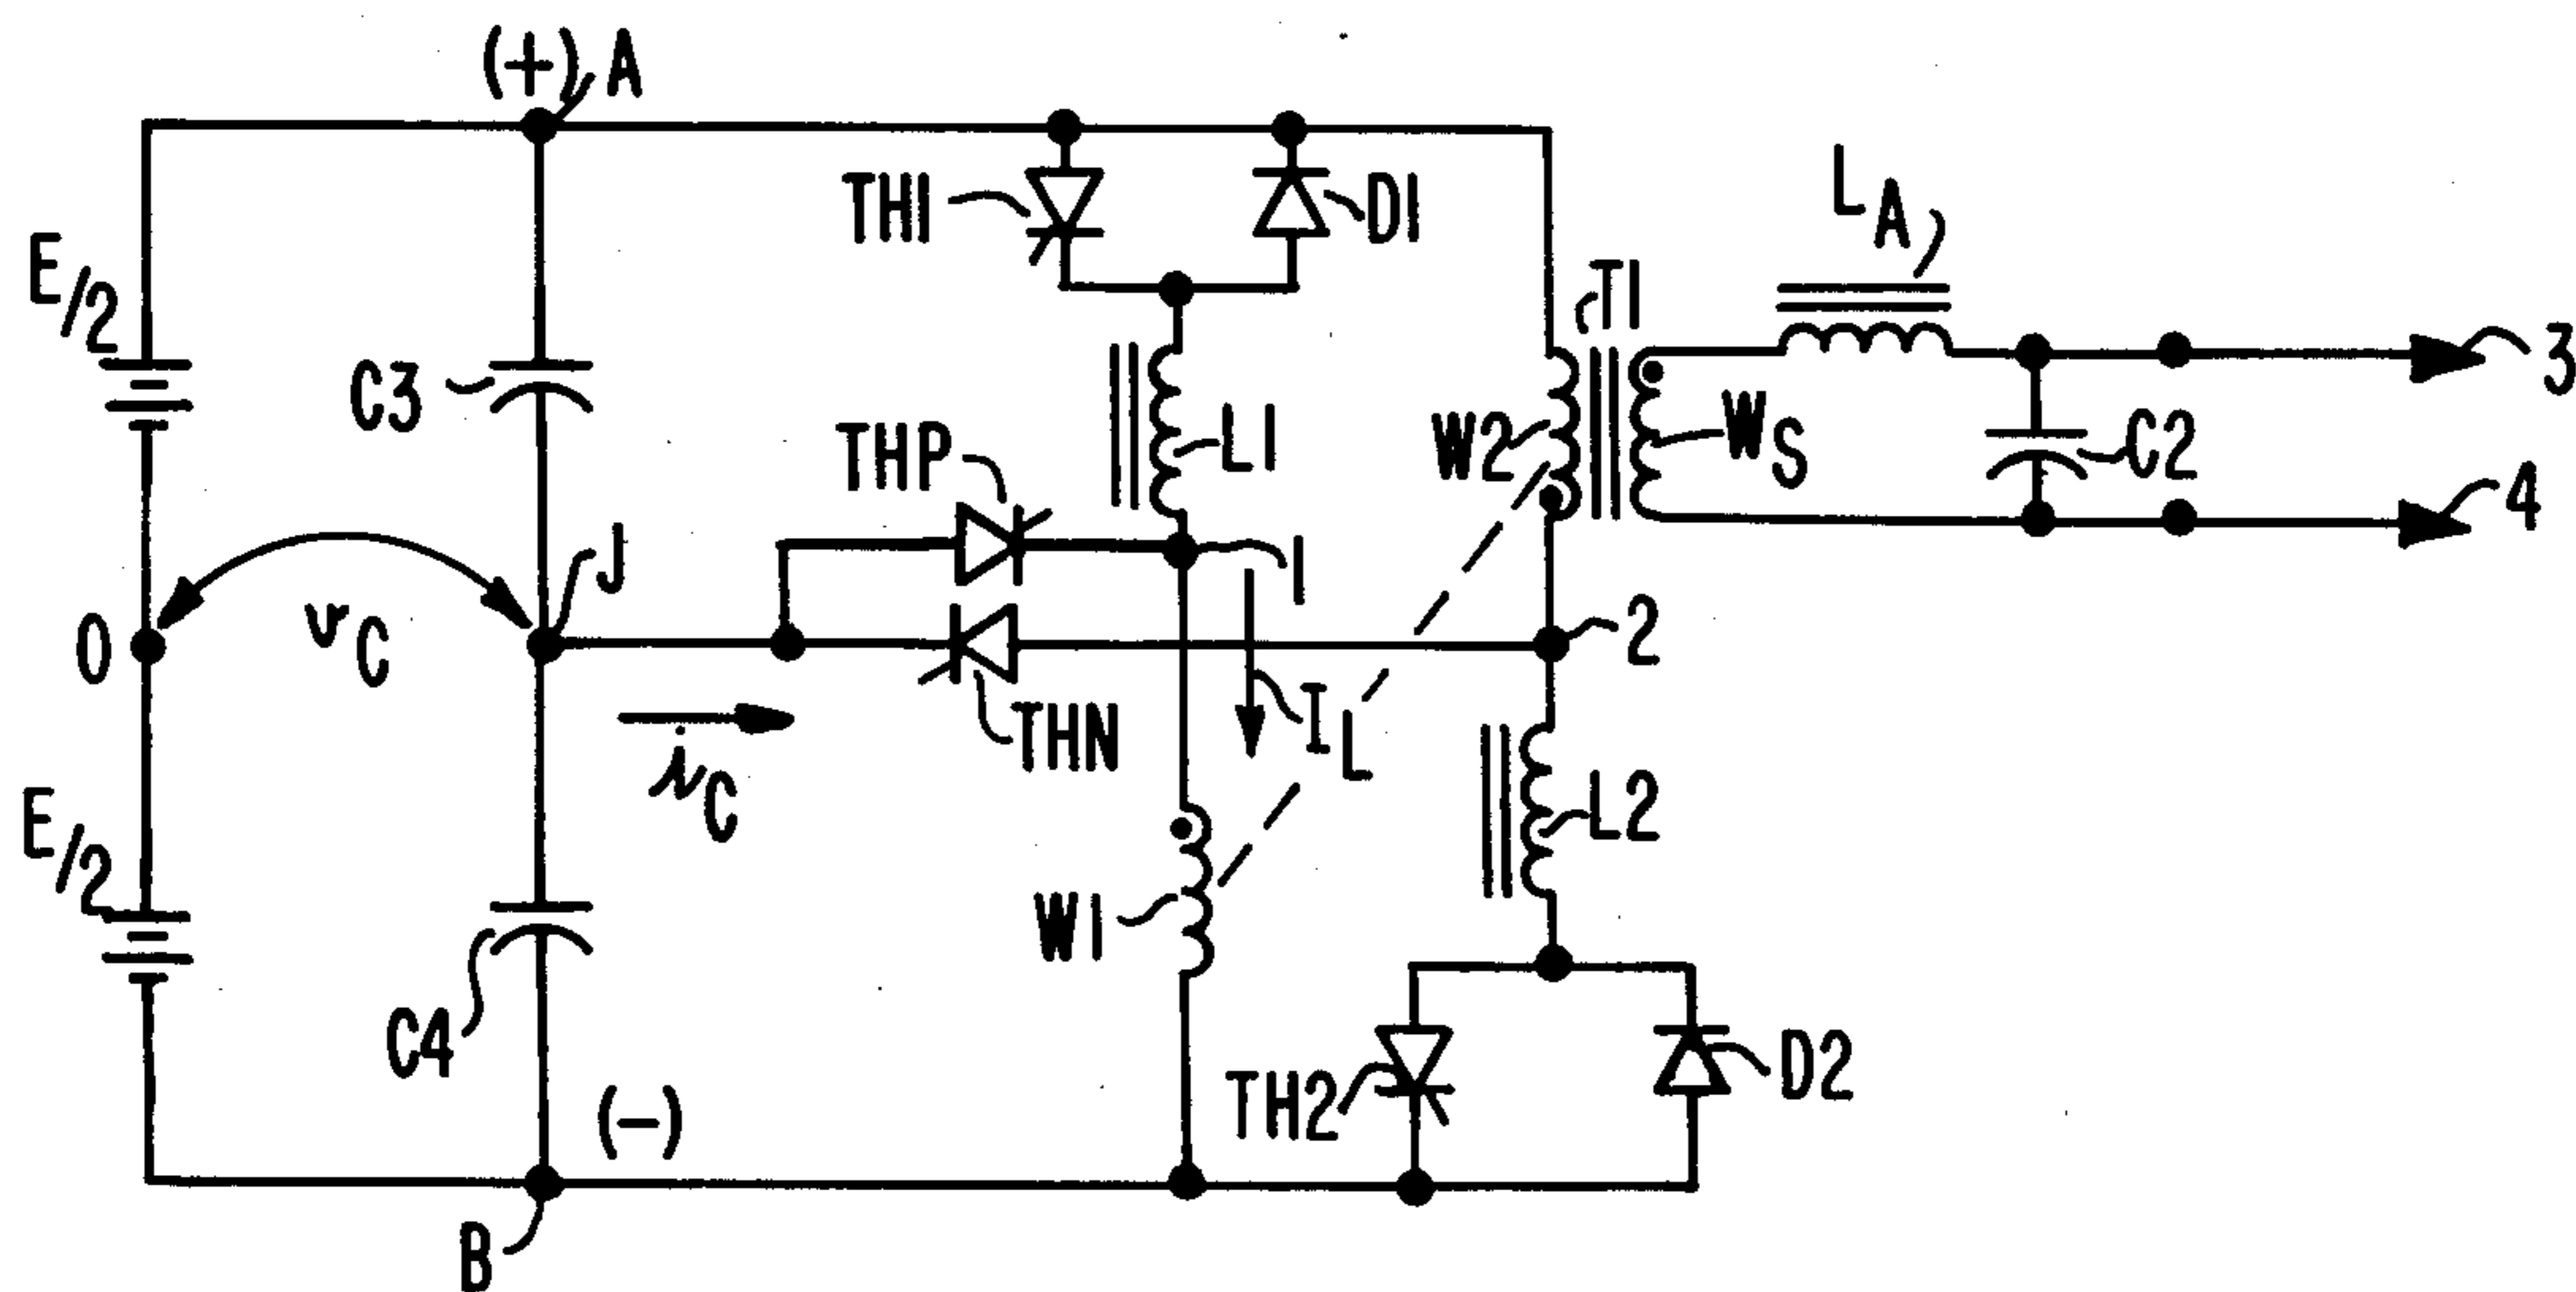 (+) A
E/2
TH1
D1
LA
T1
3
C3
THP
L1
W2
WS
C2
4
J
1
O
vC
2
THN
IL
iC
L2
E/2
W1
C4
TH2
D2
(-)
B